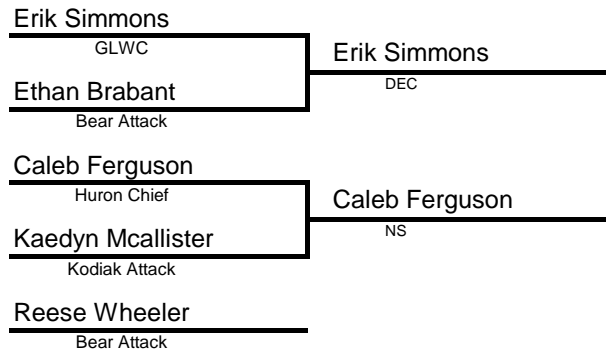 Erik Simmons
GLWC
Erik Simmons
DEC
Ethan Brabant
Bear Attack
Caleb Ferguson
Huron Chief
Caleb Ferguson
NS
Kaedyn Mcallister
Kodiak Attack
Reese Wheeler
Bear Attack